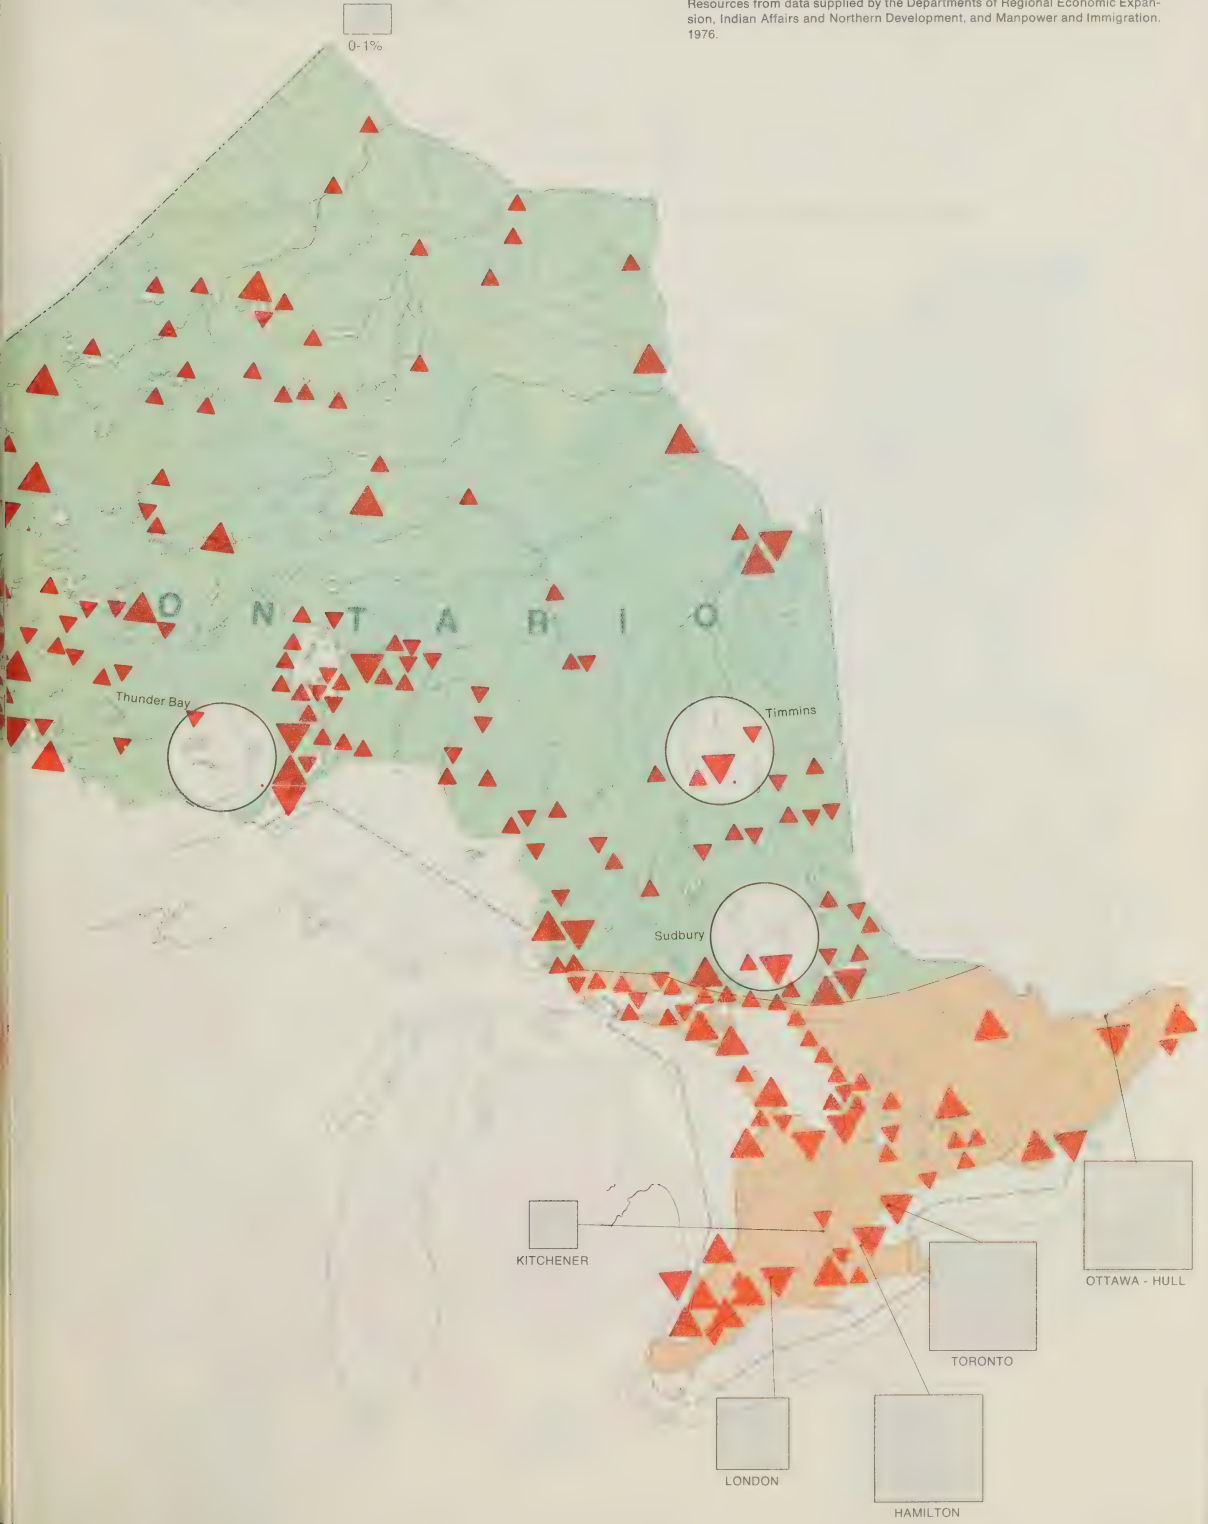 Resources from data supplied by the Departments of Regional Economic Expan-
sion, Indian Affairs and Northern Development, and Manpower and Immigration.
1976.
0-1%
O N T A R I O
Thunder Bay
Timmins
Sudbury
KITCHENER
OTTAWA - HULL
TORONTO
LONDON
HAMILTON